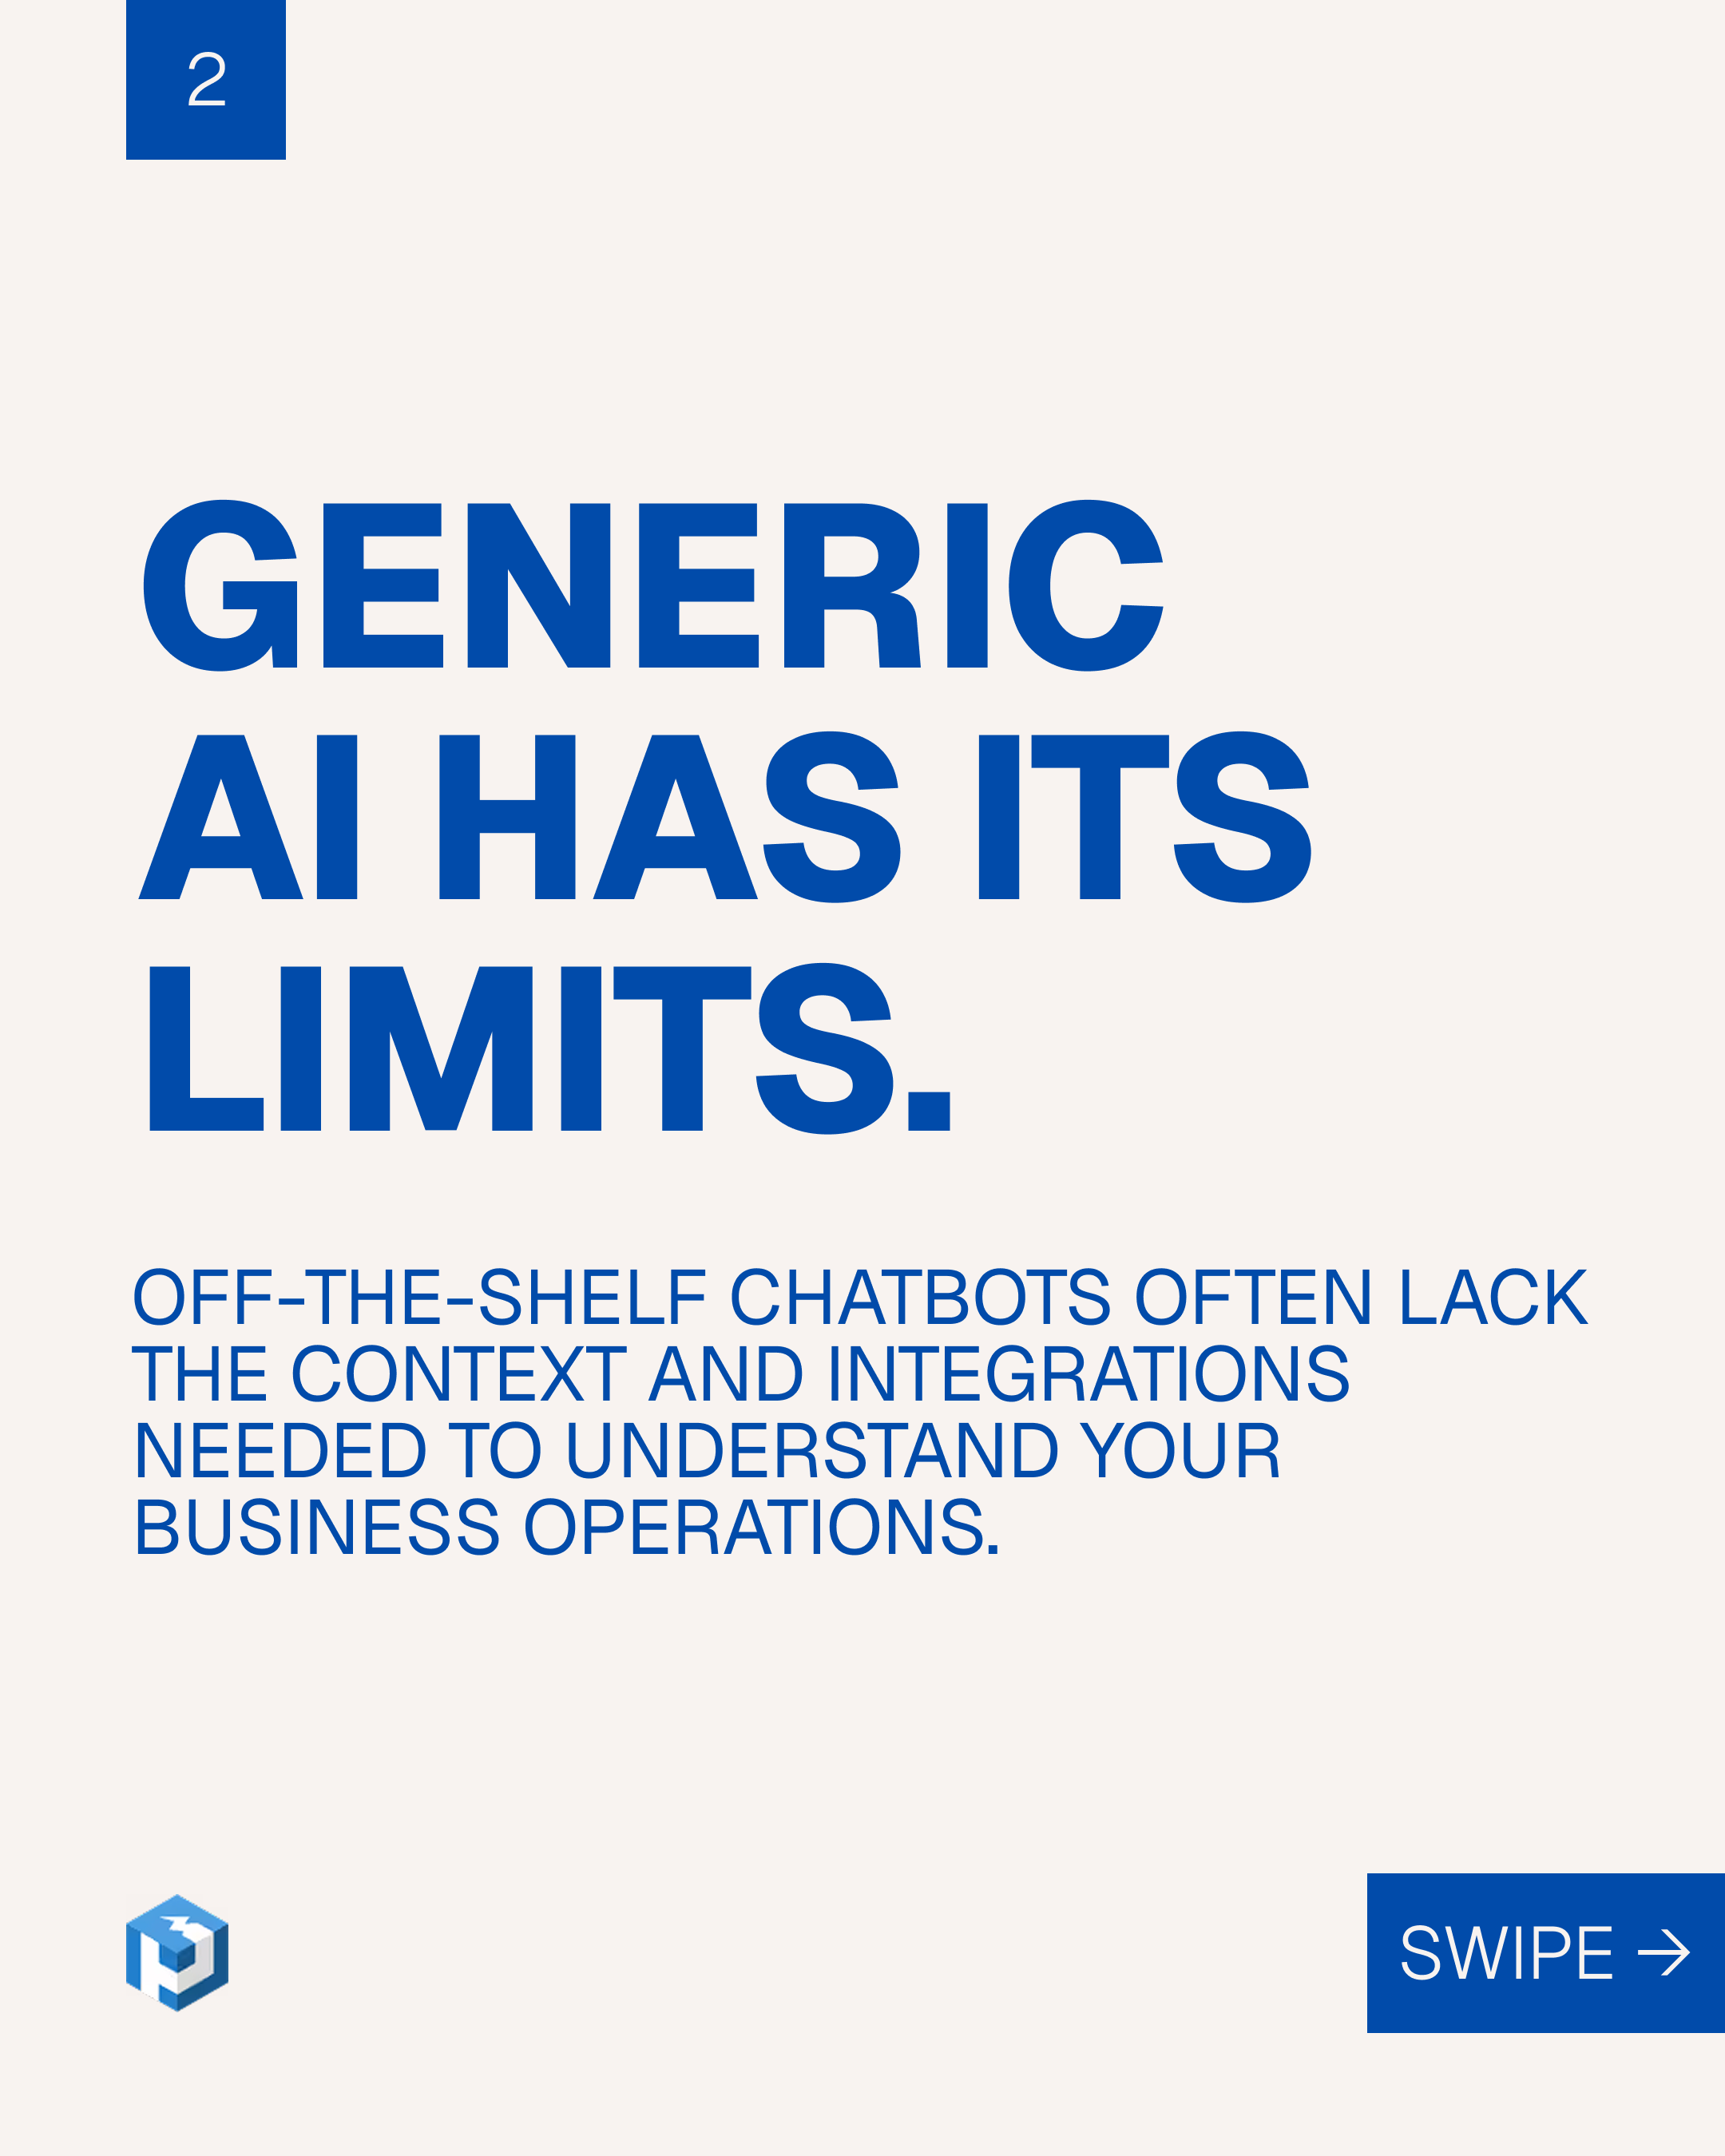 2
GENERIC
AI HAS ITS
LIMITS.
OFF-THE-SHELF CHATBOTS OFTEN LACK
THE CONTEXT AND INTEGRATIONS
NEEDED TO UNDERSTAND YOUR
BUSINESS OPERATIONS.
SWIPE →